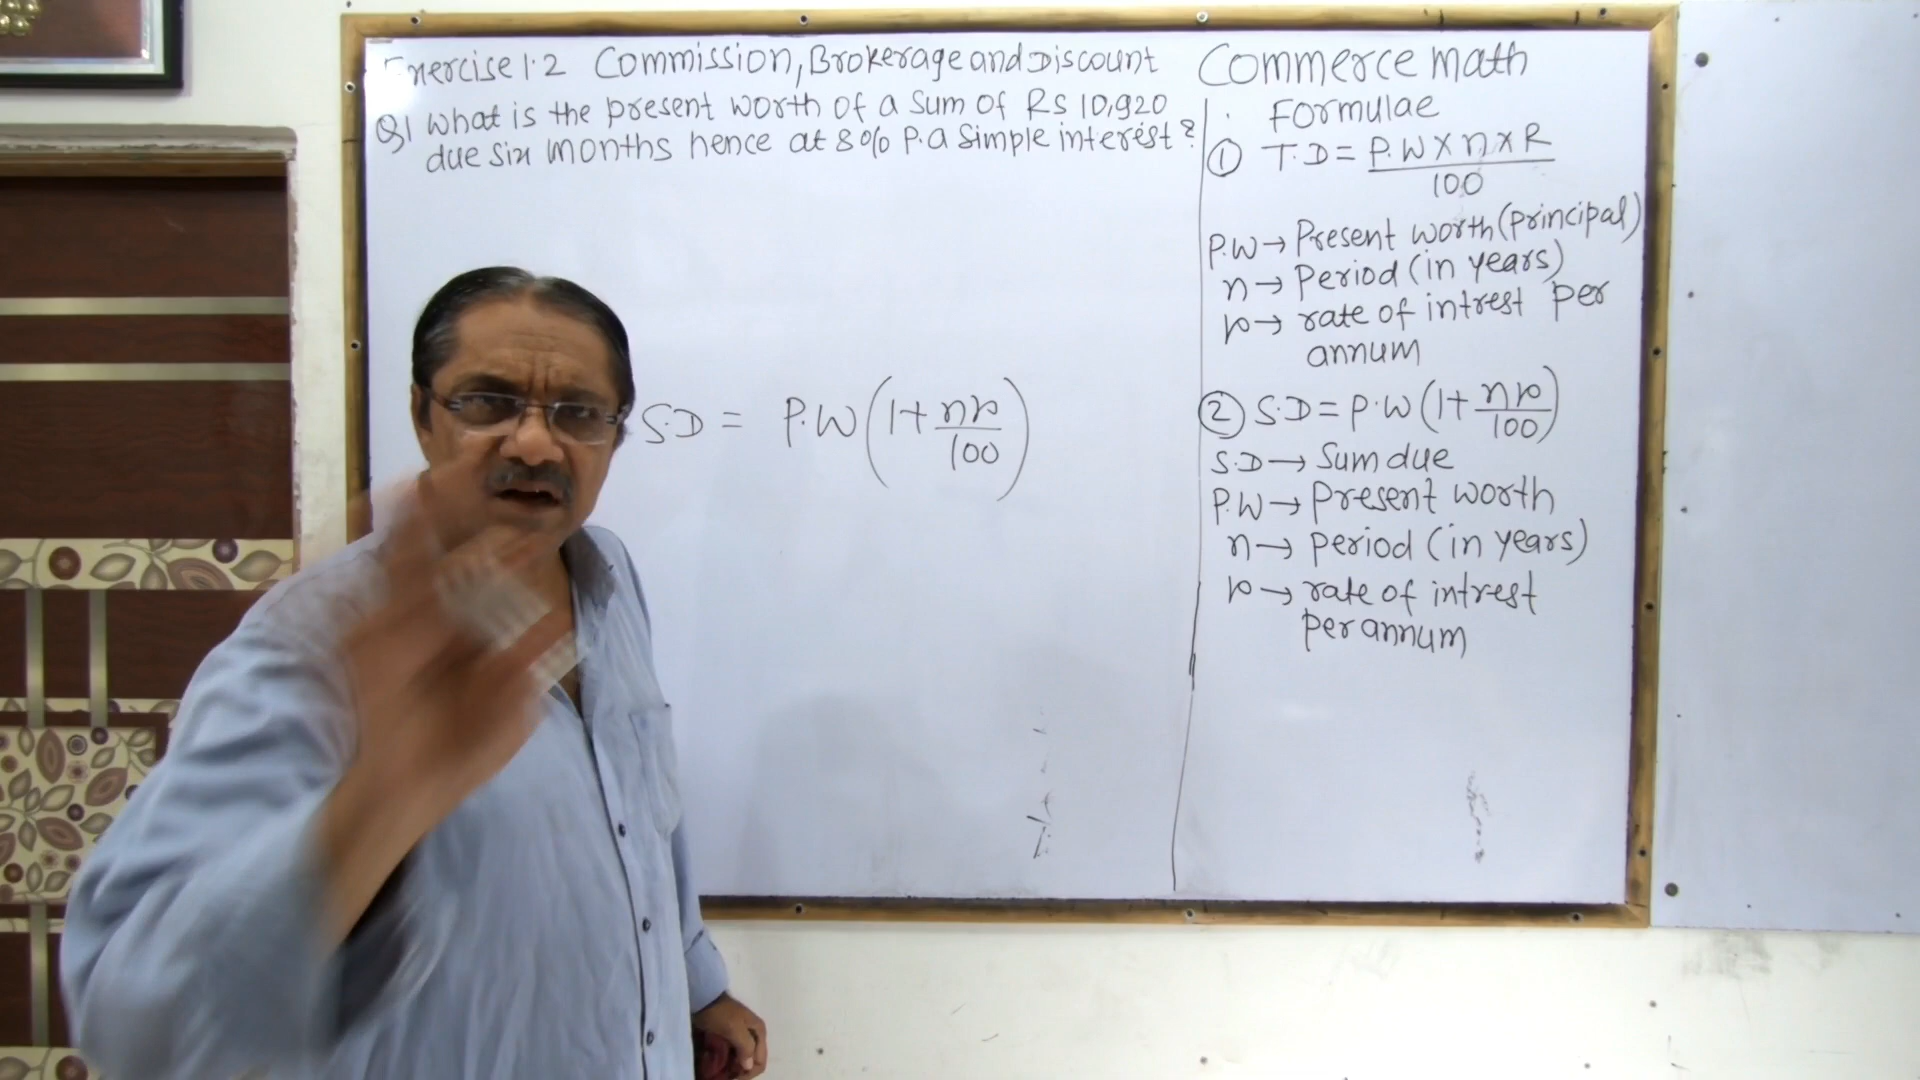 Exercise 1.2 Commission, Brokerage and Discount
Q1 What is the present worth of a sum of Rs 10,920
due six months hence at 8% P.a Simple interest?
S.D = P.W (1 + nr/100)
Commerce Math
Formulae
① T.D = P.W x n x R
100
P.W → Present worth (principal)
n → Period (in years)
r → rate of intrest per
annum
② S.D = P.W (1 + nr/100)
S.D → Sum due
P.W → Present worth
n → period (in years)
r → rate of intrest
per annum